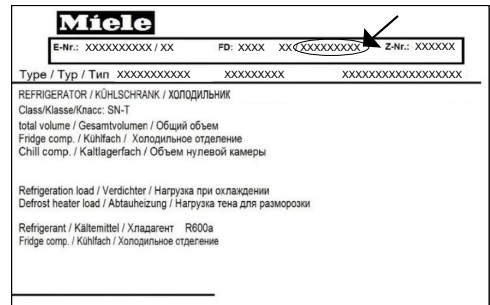 Miele
E-Nr.: XXXXXXXXXX / XX FD: XXXX XX XXXXXXXXX Z-Nr.: XXXXXX
Type / Typ / Тип XXXXXXXXXXX XXXXXXXXX XXXXXXXXXXXXXXXXXX
REFRIGERATOR / KÜHLSCHRANK / ХОЛОДИЛЬНИК
Class/Klasse/Класс: SN-T
total volume / Gesamtvolumen / Общий объем
Fridge comp. / Kühlfach / Холодильное отделение
Chill comp. / Kaltlagerfach / Объем нулевой камеры
Refrigeration load / Verdichter / Нагрузка при охлаждении
Defrost heater load / Abtauheizung / Нагрузка тена для разморозки
Refrigerant / Kältemittel / Хладагент R600a
Fridge comp. / Kühlfach / Холодильное отделение